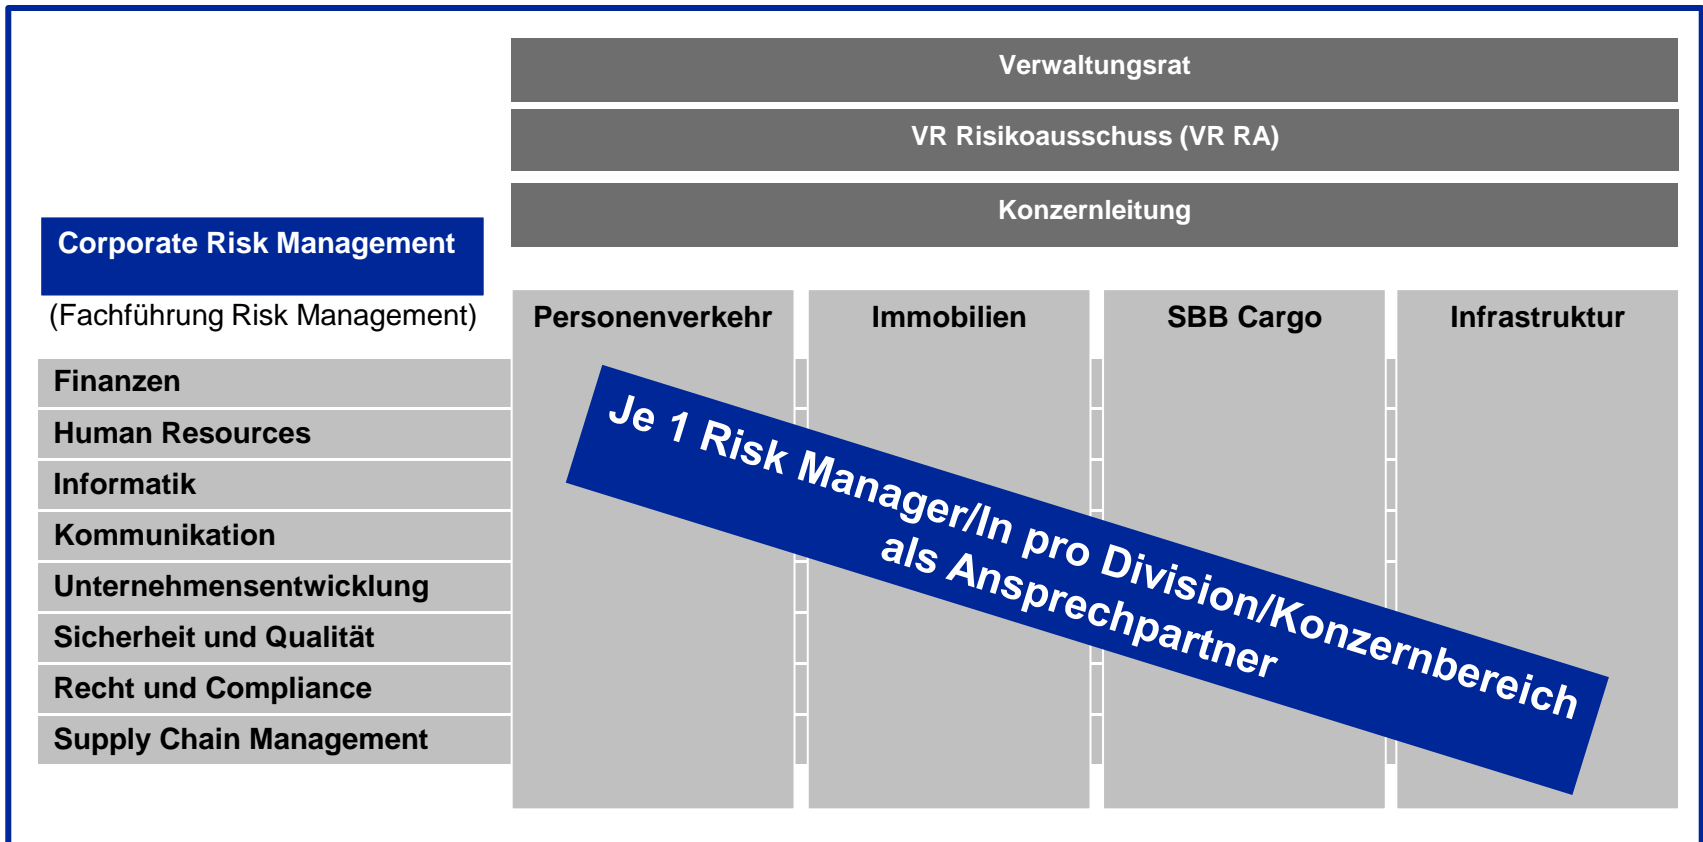 Verwaltungsrat
VR Risikoausschuss (VR RA)
Konzernleitung
Corporate Risk Management
(Fachführung Risk Management)
Personenverkehr
Immobilien
SBB Cargo
Infrastruktur
Finanzen
Human Resources
Informatik
Kommunikation
Unternehmensentwicklung
Sicherheit und Qualität
Recht und Compliance
Supply Chain Management
Je 1 Risk Manager/In pro Division/Konzernbereich
als Ansprechpartner